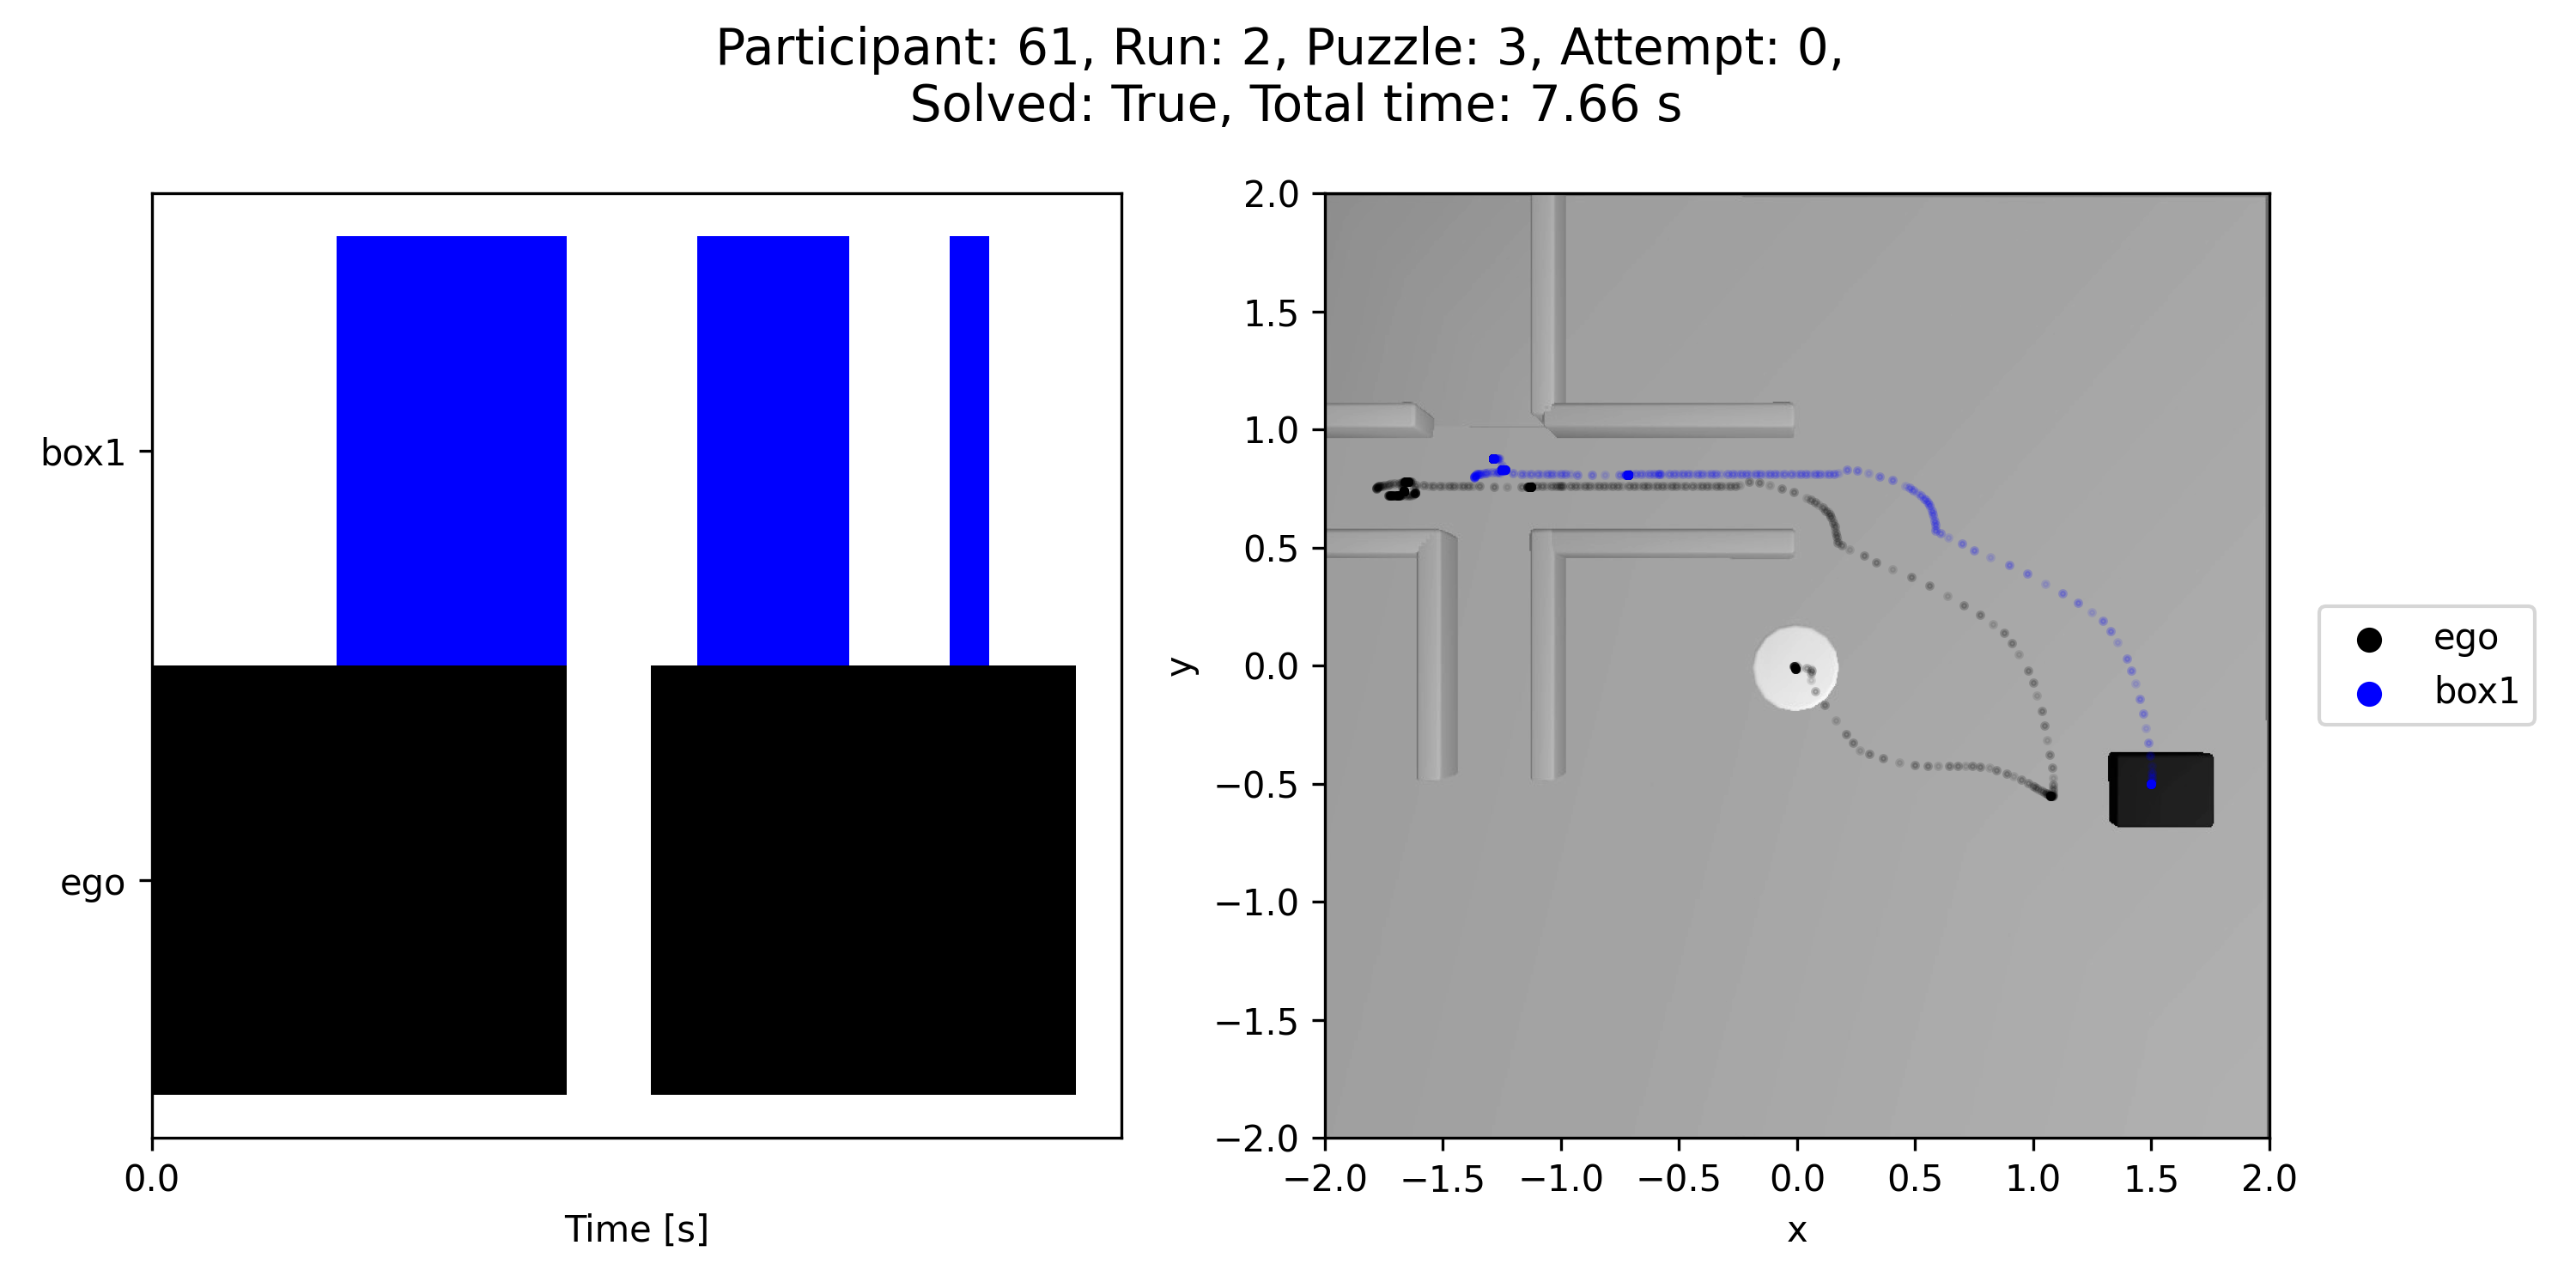 Participant: 61, Run: 2, Puzzle: 3, Attempt: 0,
Solved: True, Total time: 7.66 s
box1
ego
0.0
Time [s]
2.0
1.5
1.0
0.5
0.0
−0.5
−1.0
−1.5
−2.0
y
−2.0 −1.5 −1.0 −0.5 0.0 0.5 1.0 1.5 2.0
x
ego
box1